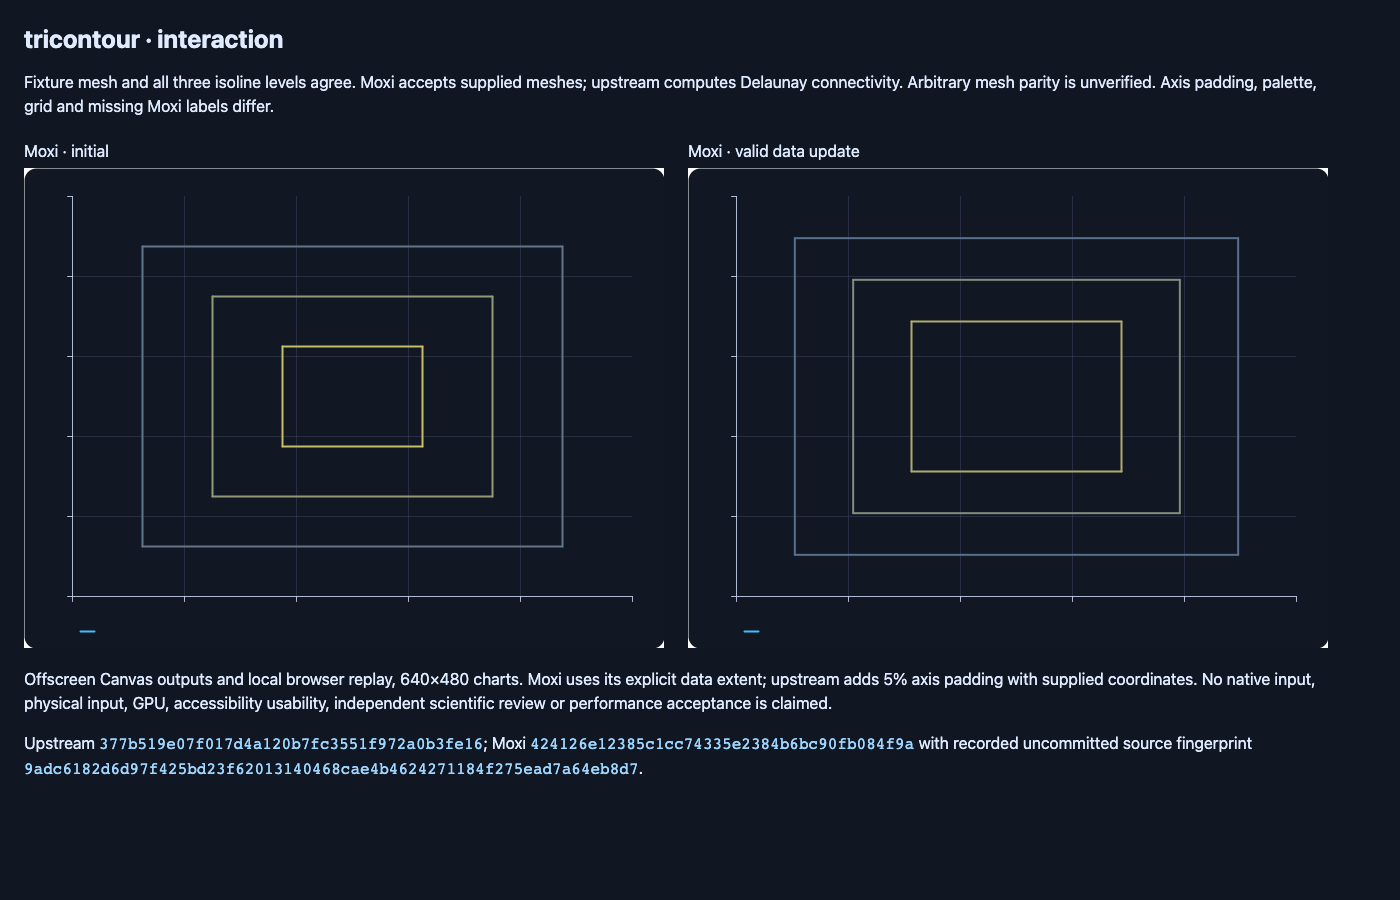 tricontour · interaction
Fixture mesh and all three isoline levels agree. Moxi accepts supplied meshes; upstream computes Delaunay connectivity. Arbitrary mesh parity is unverified. Axis padding, palette,
grid and missing Moxi labels differ.
Moxi · initial
Moxi · valid data update
Offscreen Canvas outputs and local browser replay, 640×480 charts. Moxi uses its explicit data extent; upstream adds 5% axis padding with supplied coordinates. No native input,
physical input, GPU, accessibility usability, independent scientific review or performance acceptance is claimed.
Upstream 377b519e07f017d4a120b7fc3551f972a0b3fe16; Moxi 424126e12385c1cc74335e2384b6bc90fb084f9a with recorded uncommitted source fingerprint
9adc6182d6d97f425bd23f62013140468cae4b4624271184f275ead7a64eb8d7.